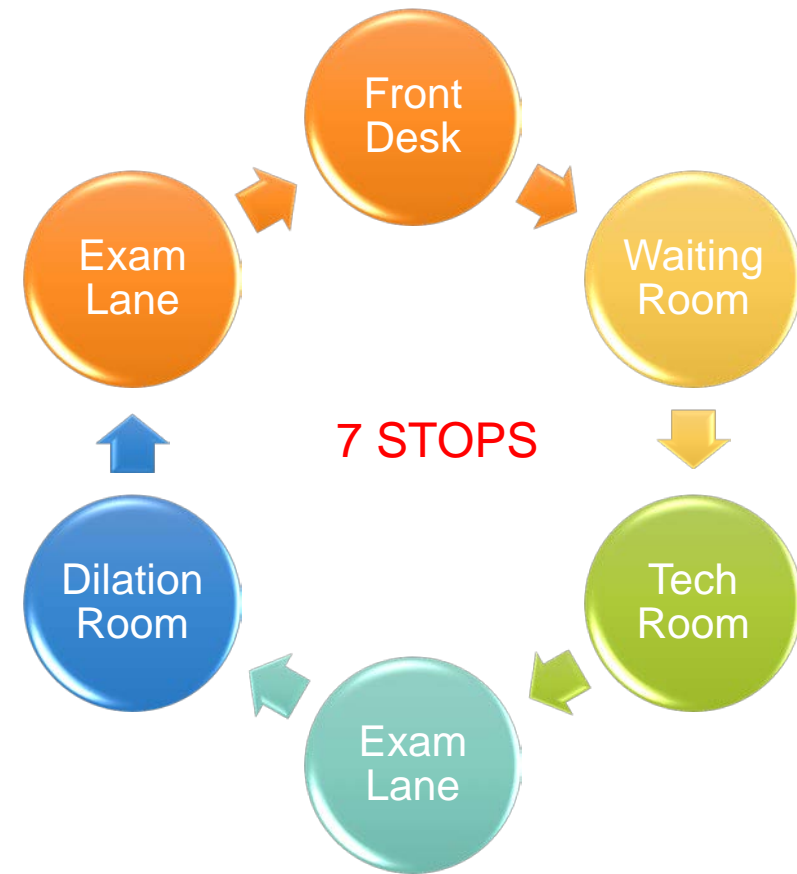 Front
Desk
Waiting
Room
Tech
Room
Exam
Lane
Dilation
Room
Exam
Lane
7 STOPS